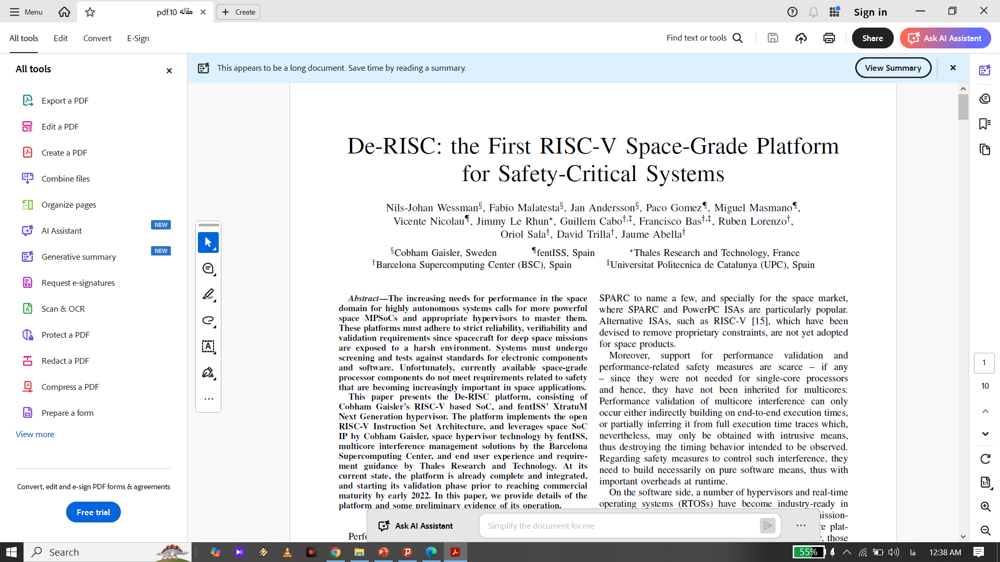 Menu
pdf.10 مقاله
Create
Sign in
All tools
Edit
Convert
E-Sign
Find text or tools
Share
Ask AI Assistant
All tools
Export a PDF
Edit a PDF
Create a PDF
Combine files
Organize pages
AI Assistant
NEW
Generative summary
NEW
Request e-signatures
Scan & OCR
Protect a PDF
Redact a PDF
Compress a PDF
Prepare a form
View more
Convert, edit and e-sign PDF forms & agreements
Free trial
This appears to be a long document. Save time by reading a summary.
View Summary
De-RISC: the First RISC-V Space-Grade Platform
for Safety-Critical Systems
Nils-Johan Wessman§, Fabio Malatesta§, Jan Andersson§, Paco Gomez¶, Miguel Masmano¶,
Vicente Nicolau¶, Jimmy Le Rhun*, Guillem Cabo†,‡, Francisco Bas†,‡, Ruben Lorenzo†,
Oriol Sala†, David Trilla†, Jaume Abella†
§Cobham Gaisler, Sweden ¶fentISS, Spain *Thales Research and Technology, France
†Barcelona Supercomputing Center (BSC), Spain ‡Universitat Politecnica de Catalunya (UPC), Spain
Abstract—The increasing needs for performance in the space
domain for highly autonomous systems calls for more powerful
space MPSoCs and appropriate hypervisors to master them.
These platforms must adhere to strict reliability, verifiability and
validation requirements since spacecraft for deep space missions
are exposed to a harsh environment. Systems must undergo
screening and tests against standards for electronic components
and software. Unfortunately, currently available space-grade
processor components do not meet requirements related to safety
that are becoming increasingly important in space applications.
This paper presents the De-RISC platform, consisting of
Cobham Gaisler's RISC-V based SoC, and fentISS' XtratuM
Next Generation hypervisor. The platform implements the open
RISC-V Instruction Set Architecture, and leverages space SoC
IP by Cobham Gaisler, space hypervisor technology by fentISS,
multicore interference management solutions by the Barcelona
Supercomputing Center, and end user experience and require-
ment guidance by Thales Research and Technology. At its
current state, the platform is already complete and integrated,
and starting its validation phase prior to reaching commercial
maturity by early 2022. In this paper, we provide details of the
platform and some preliminary evidence of its operation.
SPARC to name a few, and specially for the space market,
where SPARC and PowerPC ISAs are particularly popular.
Alternative ISAs, such as RISC-V [15], which have been
devised to remove proprietary constraints, are not yet adopted
for space products.
Moreover, support for performance validation and
performance-related safety measures are scarce – if any
– since they were not needed for single-core processors
and hence, they have not been inherited for multicores.
Performance validation of multicore interference can only
occur either indirectly building on end-to-end execution times,
or partially inferring it from full execution time traces which,
nevertheless, may only be obtained with intrusive means,
thus destroying the timing behavior intended to be observed.
Regarding safety measures to control such interference, they
need to build necessarily on pure software means, thus with
important overheads at runtime.
On the software side, a number of hypervisors and real-time
operating systems (RTOSs) have become industry-ready in
ission-
re plat-
, those
Perfo
Ask AI Assistant
Simplify the document for me
1
10
Search
55%
فا
12:38 AM